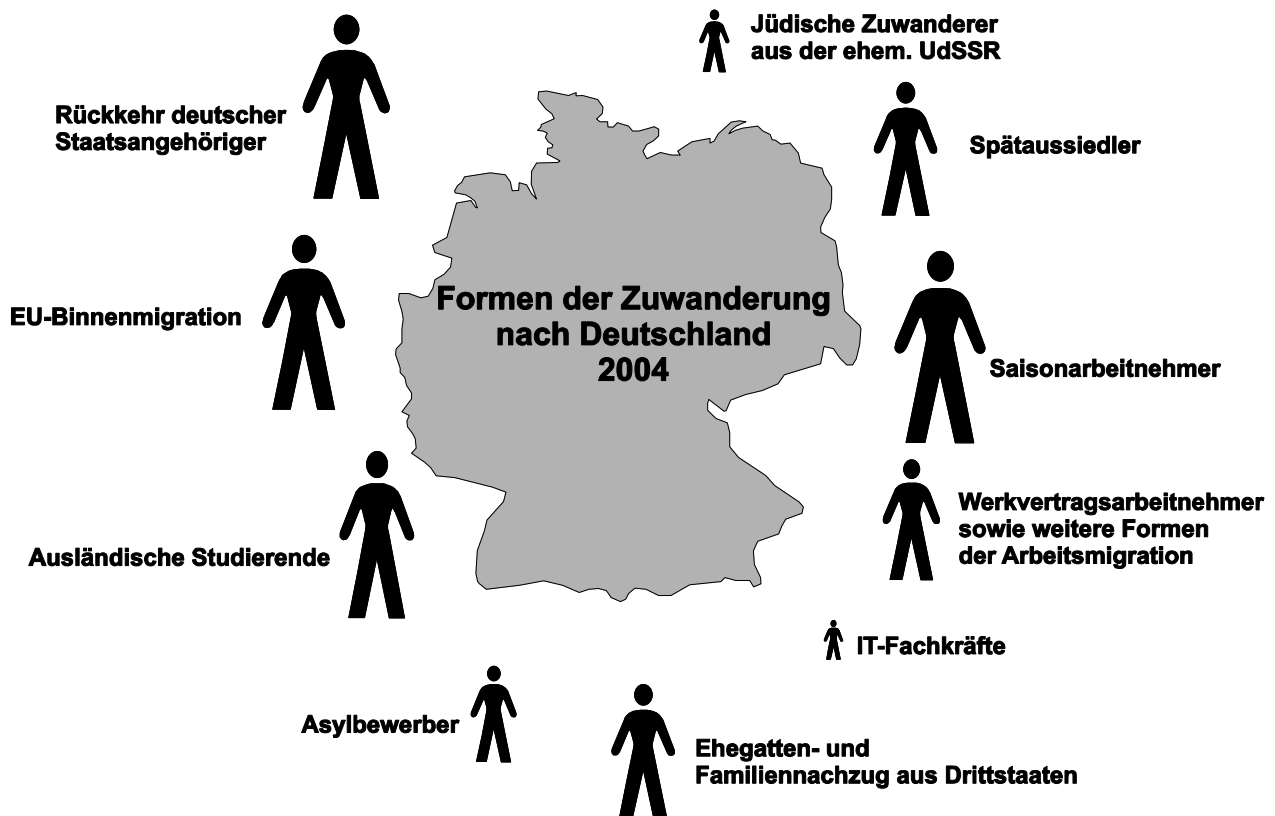 Formen der Zuwanderung
nach Deutschland
2004
Jüdische Zuwanderer
aus der ehem. UdSSR
Spätaussiedler
Saisonarbeitnehmer
Werkvertragsarbeitnehmer
sowie weitere Formen
der Arbeitsmigration
IT-Fachkräfte
Ehegatten- und
Familiennachzug aus Drittstaaten
Asylbewerber
Ausländische Studierende
EU-Binnenmigration
Rückkehr deutscher
Staatsangehöriger